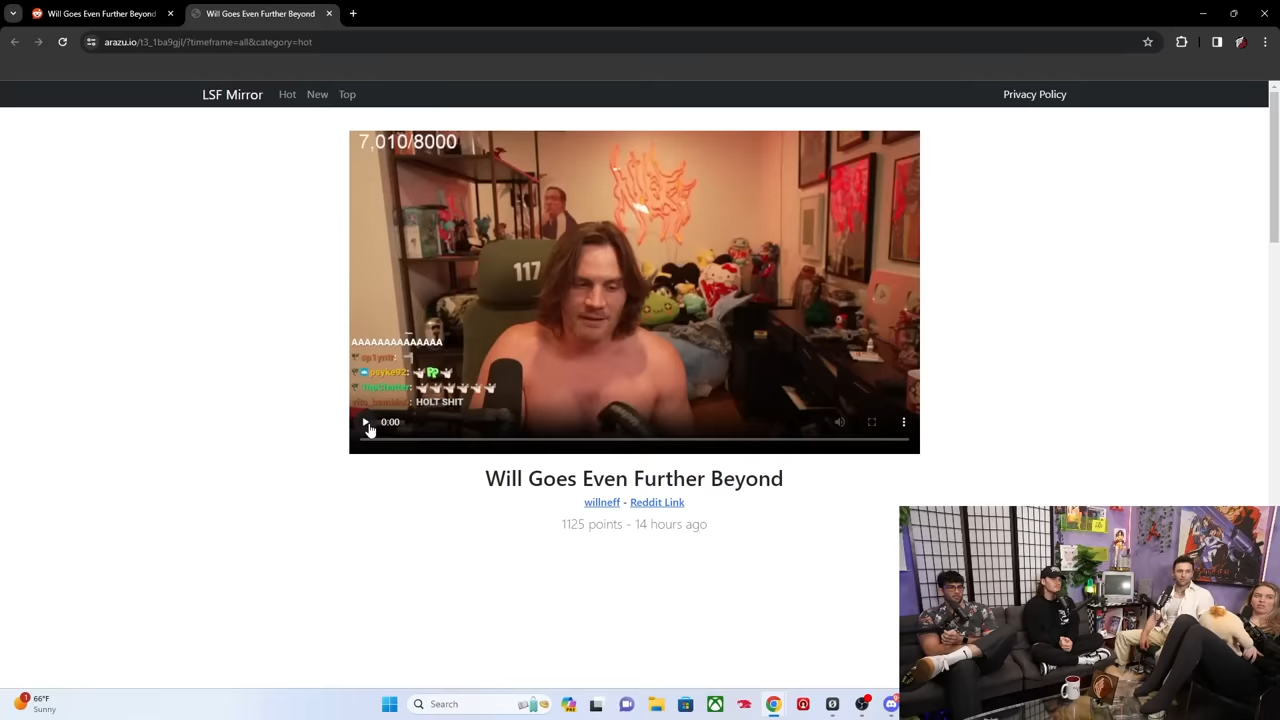 Will Goes Even Further Beyond
Will Goes Even Further Beyond
arazu.io/t3_1ba9gjl/?timeframe=all&category=hot
LSF Mirror Hot New Top Privacy Policy
7,010/8000
117
AAAAAAAAAAAAAA
psyke92:
: HOLT SHIT
0:00
Will Goes Even Further Beyond
willneff - Reddit Link
1125 points - 14 hours ago
1
66°F
Sunny
Search